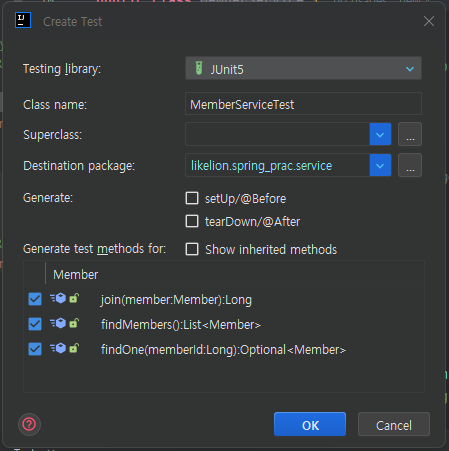 Create Test
Testing library: JUnit5
Class name: MemberServiceTest
Superclass: ...
Destination package: likelion.spring_prac.service ...
Generate: setUp/@Before
tearDown/@After
Generate test methods for: Show inherited methods
Member
join(member:Member):Long
findMembers():List<Member>
findOne(memberId:Long):Optional<Member>
? OK Cancel